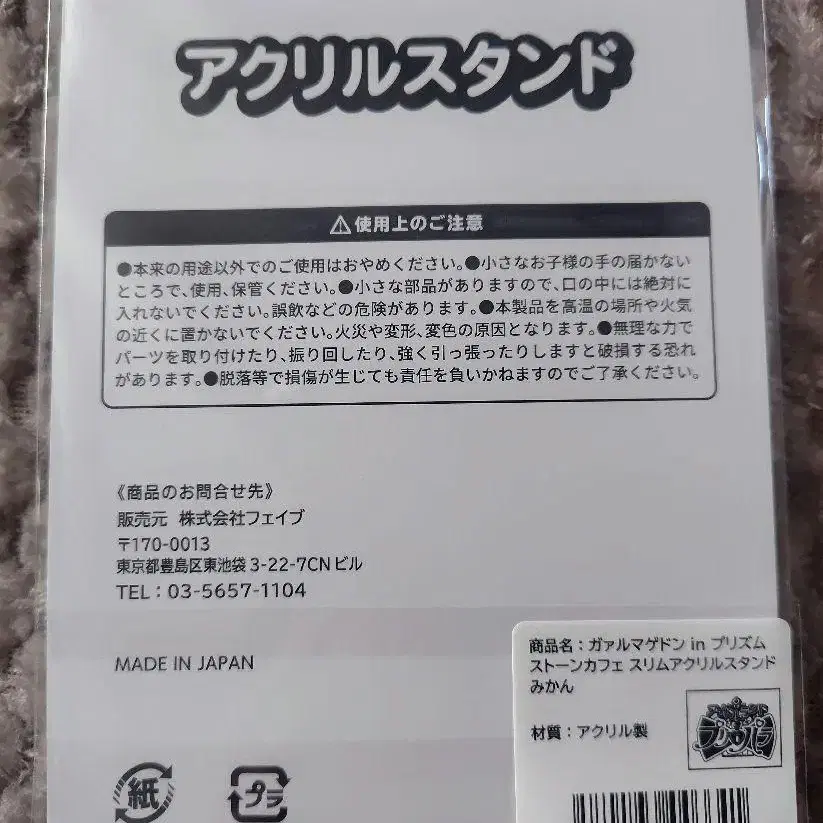 アクリルスタンド
⚠使用上のご注意
●本来の用途以外でのご使用はおやめください。●小さなお子様の手の届かない
ところで、使用、保管ください。●小さな部品がありますので、口の中には絶対に
入れないでください。誤飲などの危険があります。●本製品を高温の場所や火気
の近くに置かないでください。火災や変形、変色の原因となります。●無理な力で
パーツを取り付けたり、振り回したり、強く引っ張ったりしますと破損する恐れ
があります。●脱落等で損傷が生じても責任を負いかねますのでご了承ください。
《商品のお問合せ先》
販売元 株式会社フェイブ
〒170-0013
東京都豊島区東池袋3-22-7CNビル
TEL：03-5657-1104
MADE IN JAPAN
紙
プラ
商品名：ガァルマゲドン in プリズム
ストーンカフェ スリムアクリルスタンド
みかん
材質：アクリル製
プリパラ